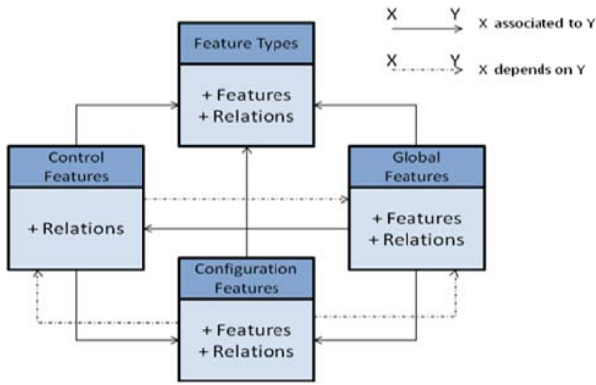 Feature Types
+ Features
+ Relations
X Y
X associated to Y
X Y
X depends on Y
Control
Features
+ Relations
Global
Features
+ Features
+ Relations
Configuration
Features
+ Features
+ Relations